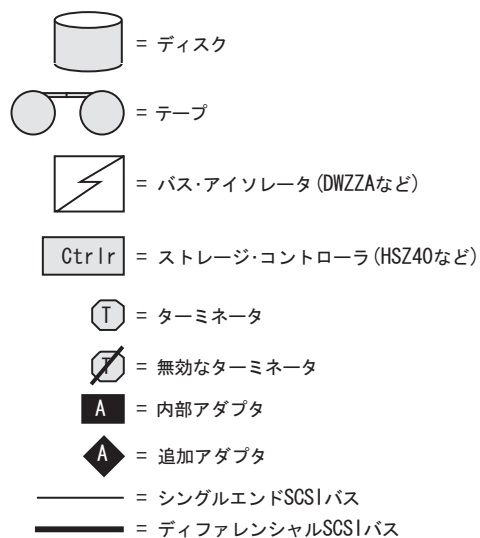 = ディスク
= テープ
= バス・アイソレータ(DWZZAなど)
Ctrlr = ストレージ・コントローラ(HSZ40など)
T = ターミネータ
T = 無効なターミネータ
A = 内部アダプタ
A = 追加アダプタ
= シングルエンドSCSIバス
= ディファレンシャルSCSIバス